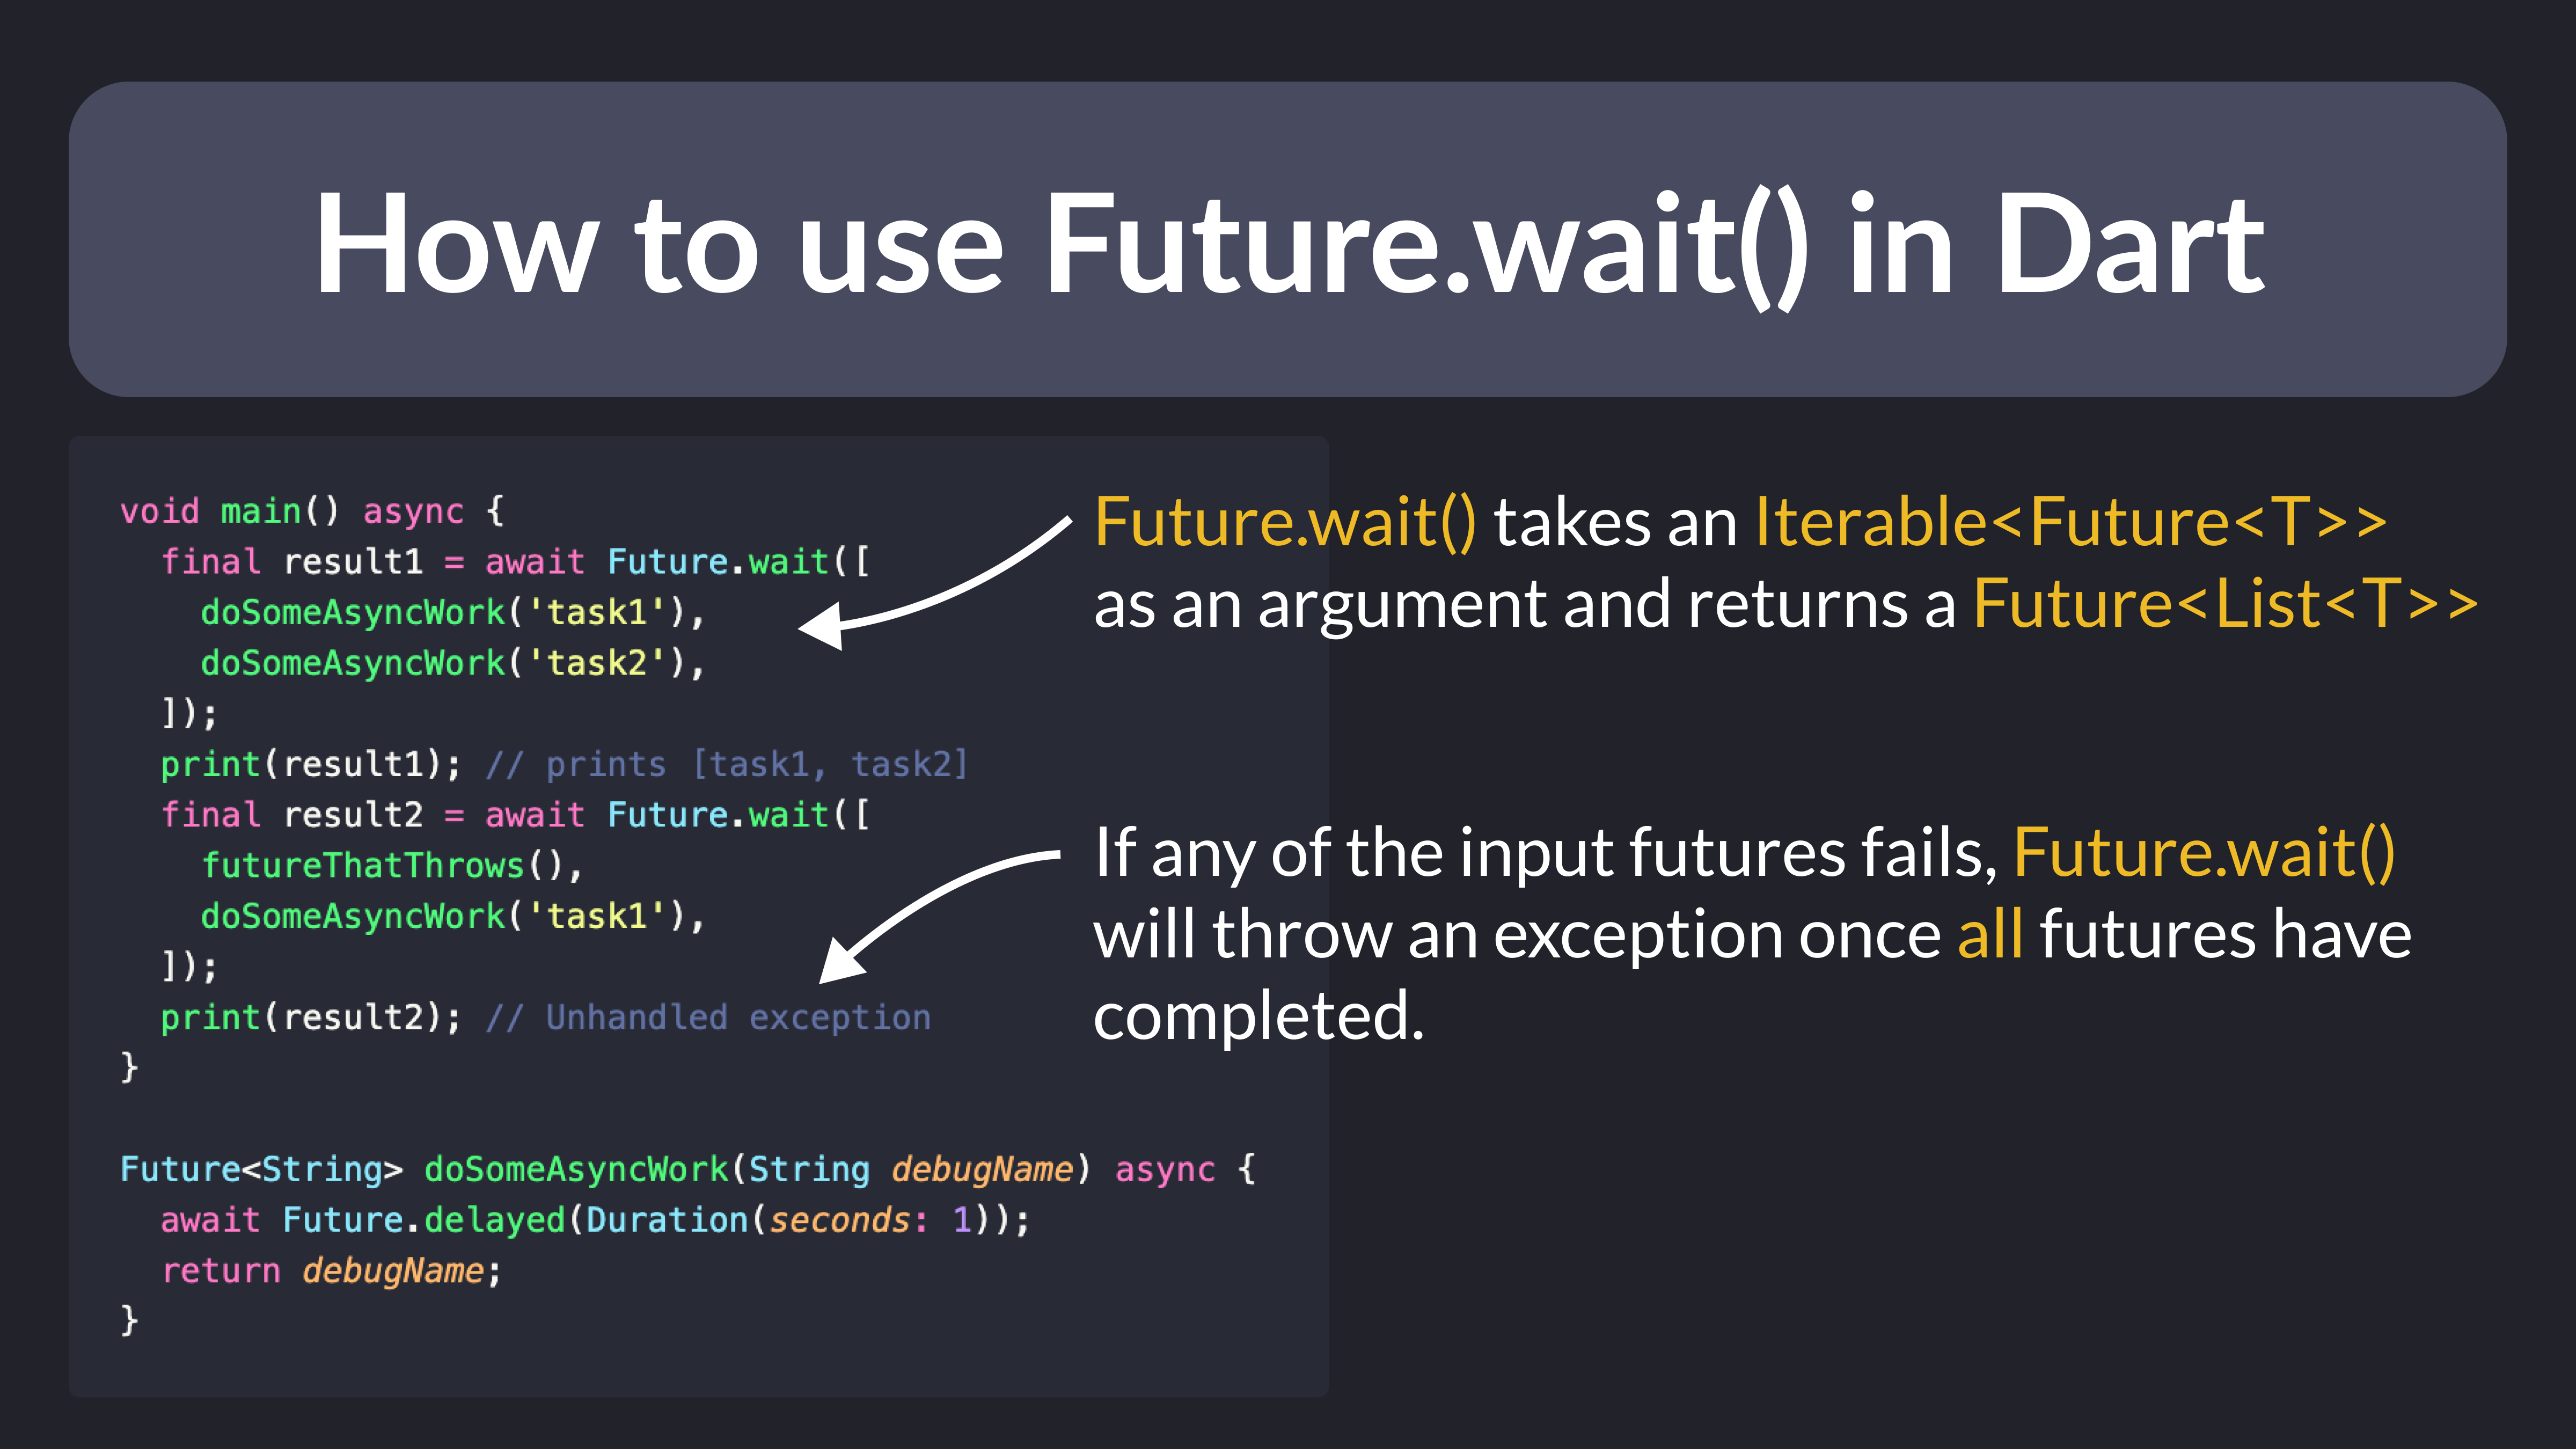 How to use Future.wait() in Dart
void main() async {
  final result1 = await Future.wait([
    doSomeAsyncWork('task1'),
    doSomeAsyncWork('task2'),
  ]);
  print(result1); // prints [task1, task2]
  final result2 = await Future.wait([
    futureThatThrows(),
    doSomeAsyncWork('task1'),
  ]);
  print(result2); // Unhandled exception
}

Future<String> doSomeAsyncWork(String debugName) async {
  await Future.delayed(Duration(seconds: 1));
  return debugName;
}
Future.wait() takes an Iterable<Future<T>>
as an argument and returns a Future<List<T>>
If any of the input futures fails, Future.wait()
will throw an exception once all futures have
completed.